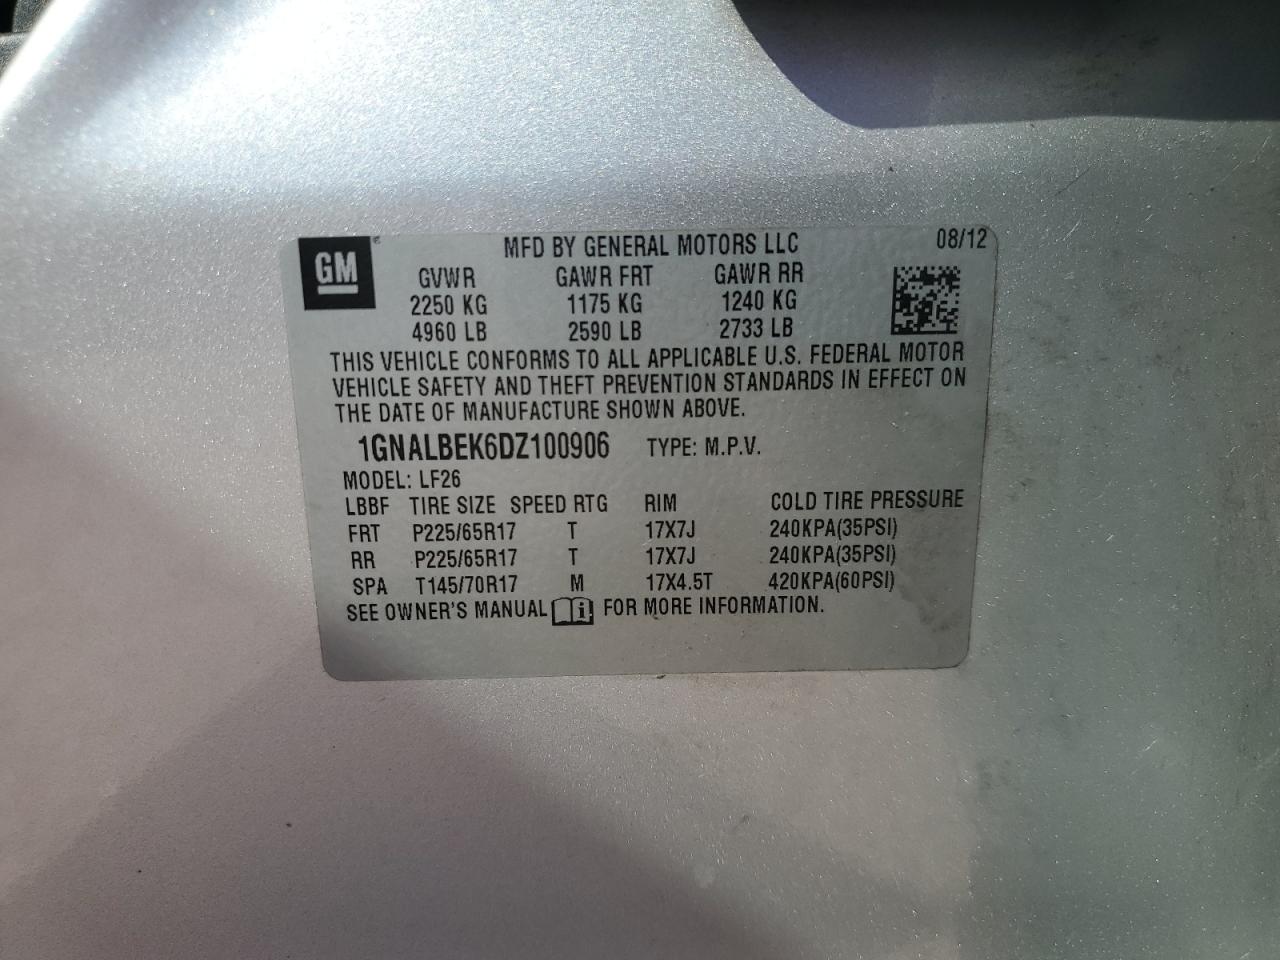 GM®
MFD BY GENERAL MOTORS LLC 08/12
GVWR GAWR FRT GAWR RR
2250 KG 1175 KG 1240 KG
4960 LB 2590 LB 2733 LB
THIS VEHICLE CONFORMS TO ALL APPLICABLE U.S. FEDERAL MOTOR
VEHICLE SAFETY AND THEFT PREVENTION STANDARDS IN EFFECT ON
THE DATE OF MANUFACTURE SHOWN ABOVE.
1GNALBEK6DZ100906 TYPE: M.P.V.
MODEL: LF26
LBBF TIRE SIZE SPEED RTG RIM COLD TIRE PRESSURE
FRT P225/65R17 T 17X7J 240KPA(35PSI)
RR P225/65R17 T 17X7J 240KPA(35PSI)
SPA T145/70R17 M 17X4.5T 420KPA(60PSI)
SEE OWNER'S MANUAL i FOR MORE INFORMATION.